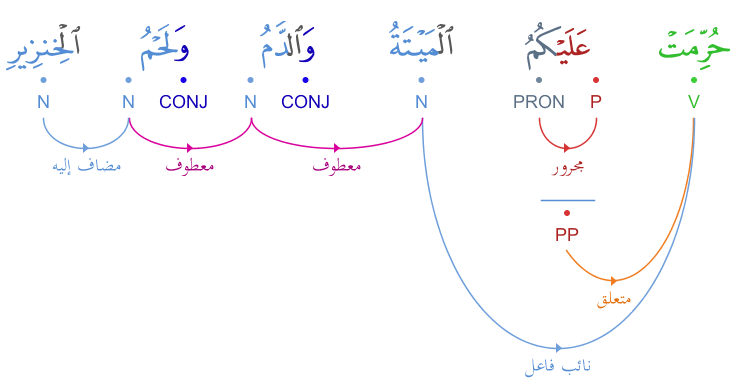 حُرِّمَتْ عَلَيْكُمُ ٱلْمَيْتَةُ وَٱلدَّمُ وَلَحْمُ ٱلْخِنزِيرِ
V P PRON N CONJ N CONJ N N
مجرور معطوف معطوف مضاف إليه
PP
متعلق
نائب فاعل